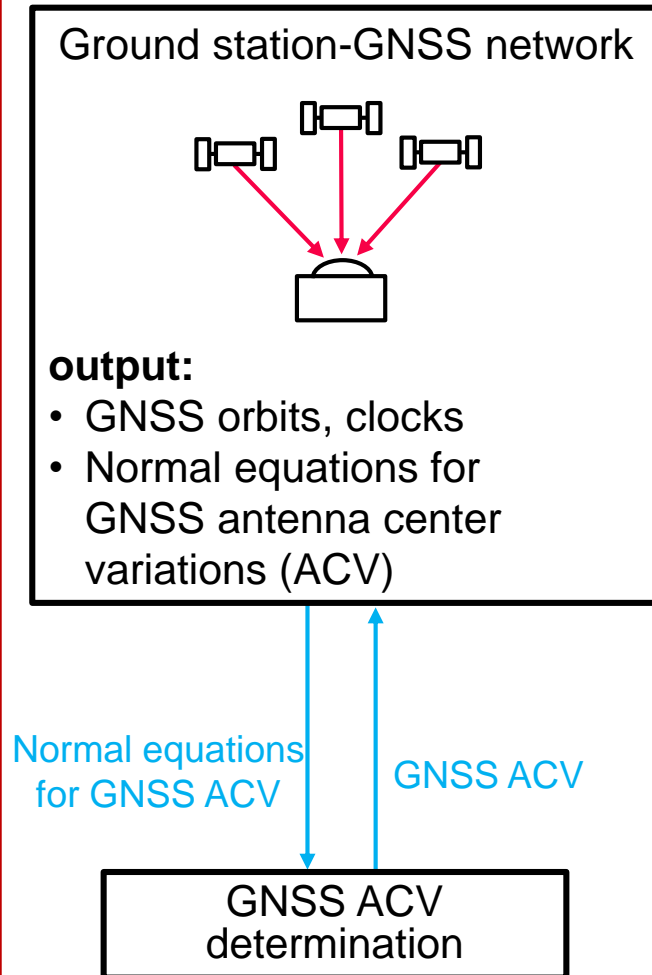 Ground station-GNSS network
output:
• GNSS orbits, clocks
• Normal equations for
GNSS antenna center
variations (ACV)
Normal equations
for GNSS ACV
GNSS ACV
GNSS ACV
determination